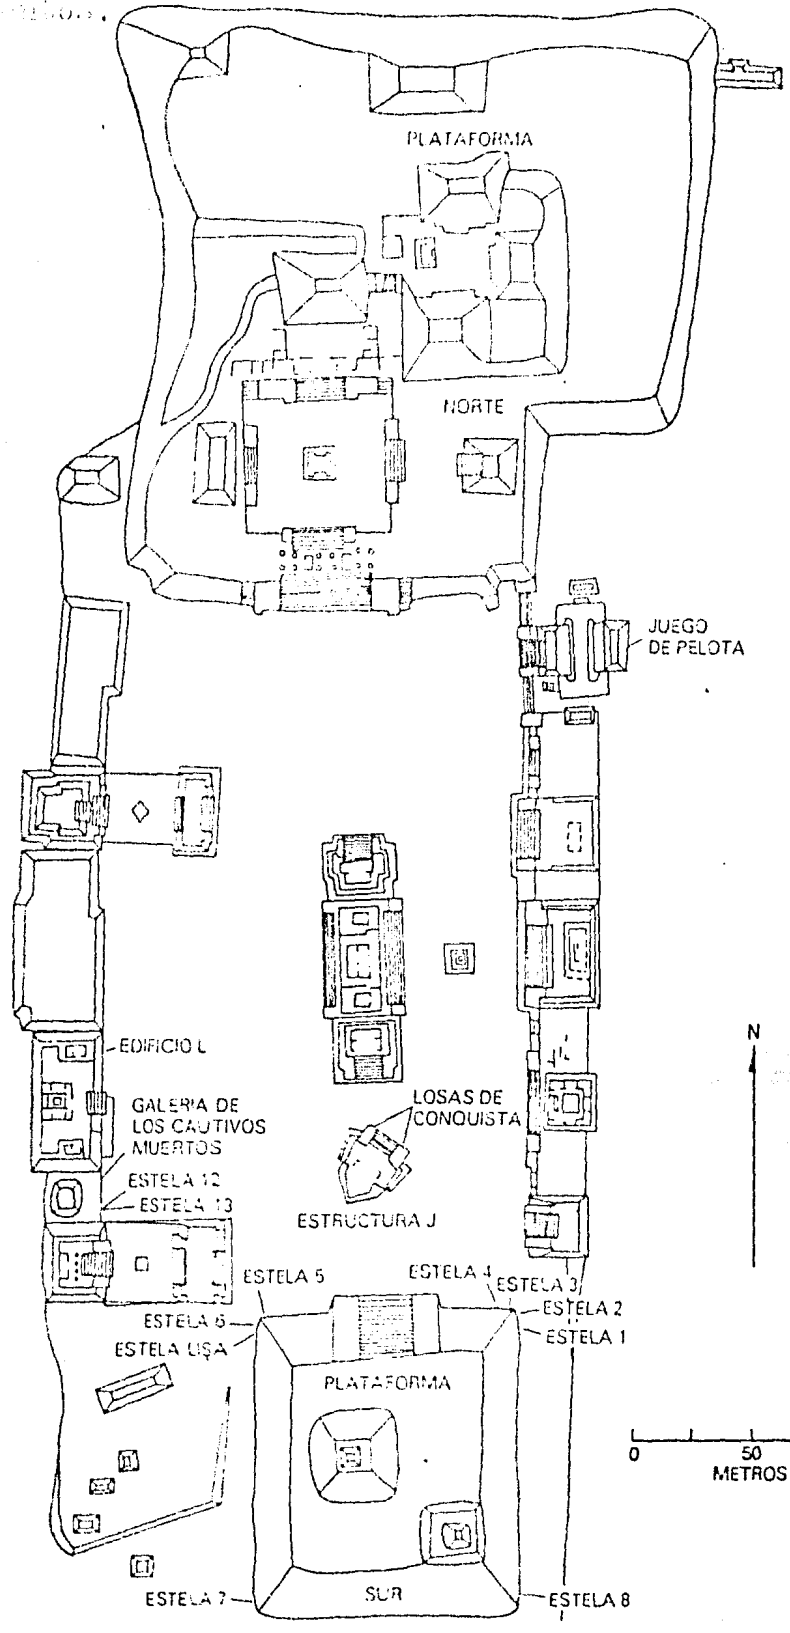 PLATAFORMA
NORTE
JUEGO
DE PELOTA
EDIFICIO L
GALERIA DE
LOS CAUTIVOS
MUERTOS
ESTELA 12
ESTELA 13
LOSAS DE
CONQUISTA
ESTRUCTURA J
N
ESTELA 5
ESTELA 4
ESTELA 3
ESTELA 2
ESTELA 1
ESTELA 6
ESTELA LISA
PLATAFORMA
SUR
0 50
METROS
ESTELA 7
ESTELA 8